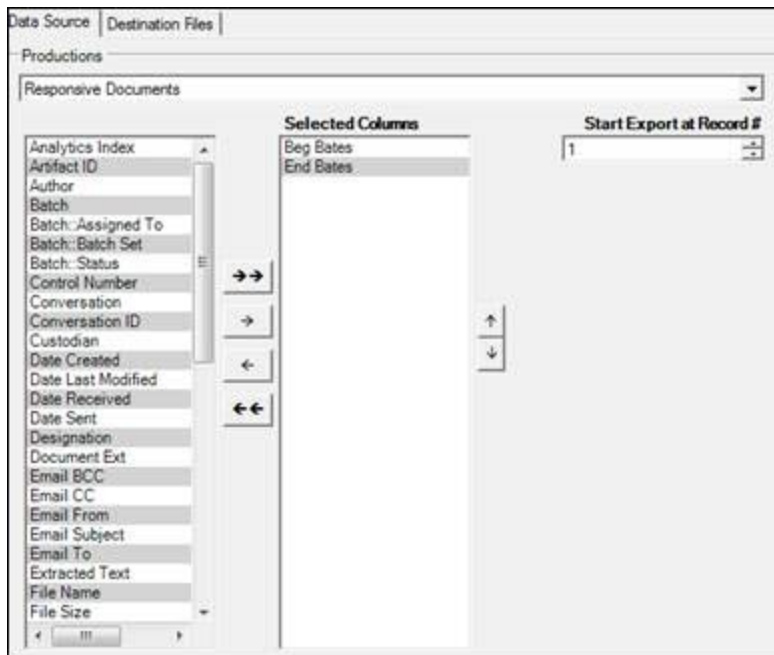 Data Source
Destination Files
Productions
Responsive Documents
Selected Columns
Start Export at Record #
Analytics Index
Artifact ID
Author
Batch
Batch::Assigned To
Batch::Batch Set
Batch::Status
Control Number
Conversation
Conversation ID
Custodian
Date Created
Date Last Modified
Date Received
Date Sent
Designation
Document Ext
Email BCC
Email CC
Email From
Email Subject
Email To
Extracted Text
File Name
File Size
Beg Bates
End Bates
1